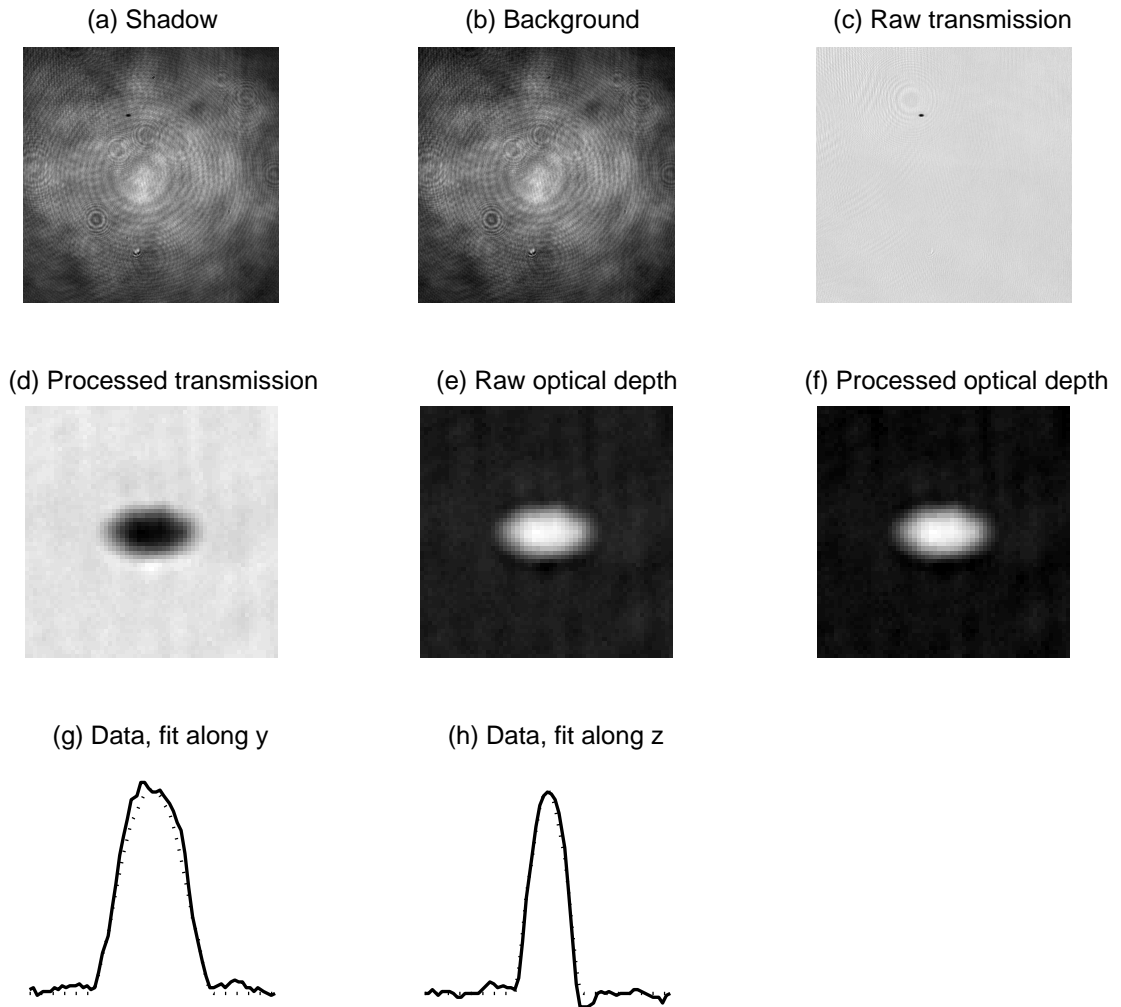 (a) Shadow
(b) Background
(c) Raw transmission
(d) Processed transmission
(e) Raw optical depth
(f) Processed optical depth
(g) Data, fit along y
(h) Data, fit along z